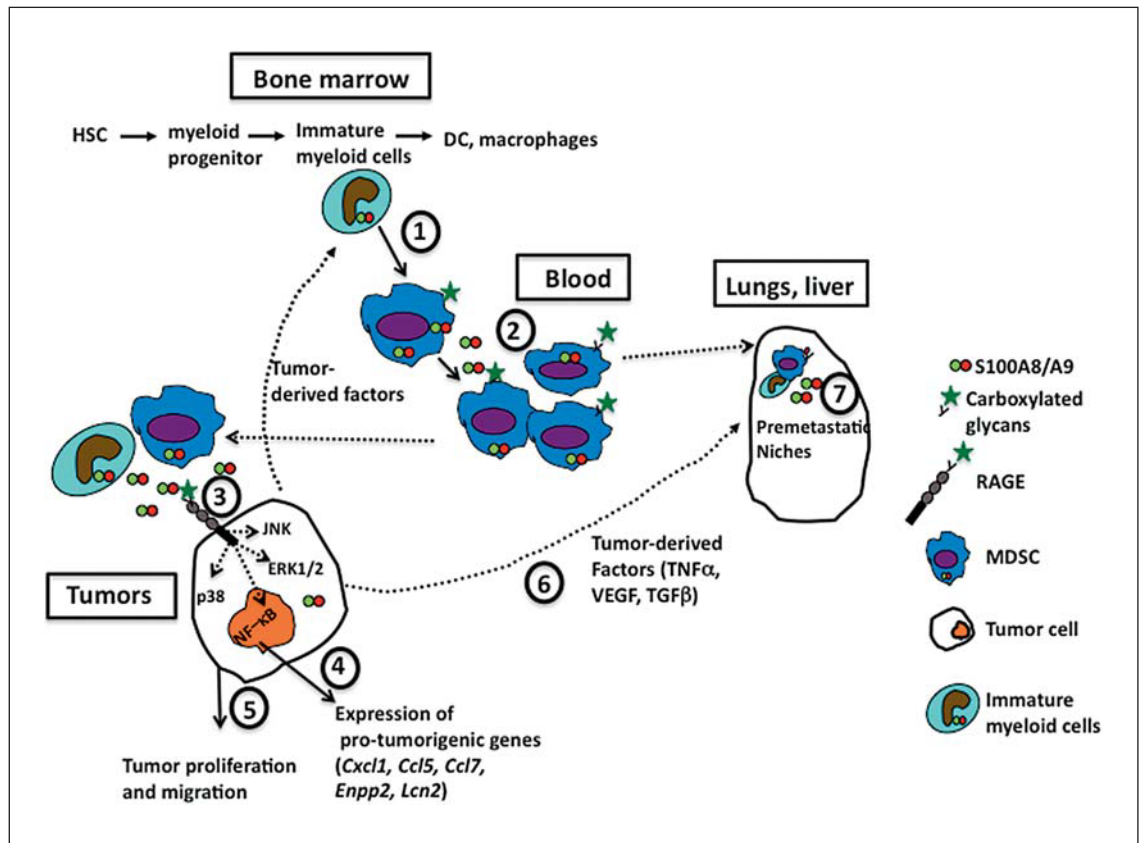 Bone marrow
HSC
myeloid
progenitor
Immature
myeloid cells
DC, macrophages
1
Blood
2
Lungs, liver
7
Premetastatic
Niches
Tumor-
derived factors
3
JNK
ERK1/2
p38
NF-κB
Tumors
4
5
6
Tumor-derived
Factors (TNFα,
VEGF, TGFβ)
Expression of
pro-tumorigenic genes
(Cxcl1, Ccl5, Ccl7,
Enpp2, Lcn2)
Tumor proliferation
and migration
S100A8/A9
Carboxylated
glycans
RAGE
MDSC
Tumor cell
Immature
myeloid cells